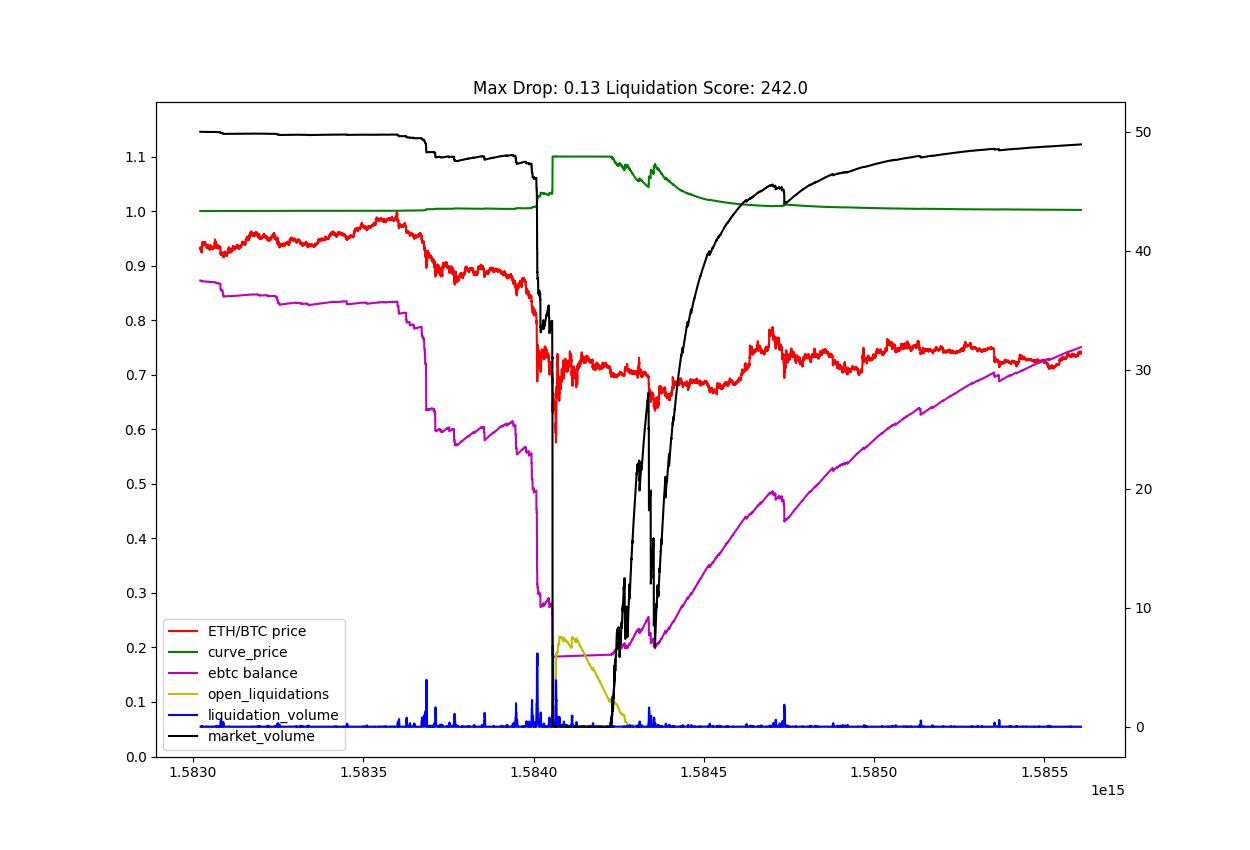 Max Drop: 0.13 Liquidation Score: 242.0
1.1
1.0
0.9
0.8
0.7
0.6
0.5
0.4
0.3
0.2
0.1
0.0
50
40
30
20
10
0
ETH/BTC price
curve_price
ebtc balance
open_liquidations
liquidation_volume
market_volume
1.5830 1.5835 1.5840 1.5845 1.5850 1.5855
1e15